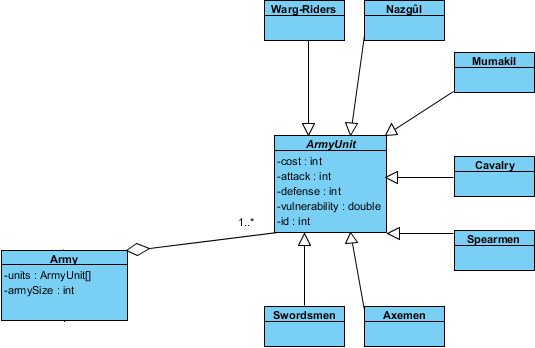 Warg-Riders
Nazgûl
Mumakil
ArmyUnit
-cost : int
-attack : int
-defense : int
-vulnerability : double
-id : int
Cavalry
1..*
Spearmen
Army
-units : ArmyUnit[]
-armySize : int
Swordsmen
Axemen